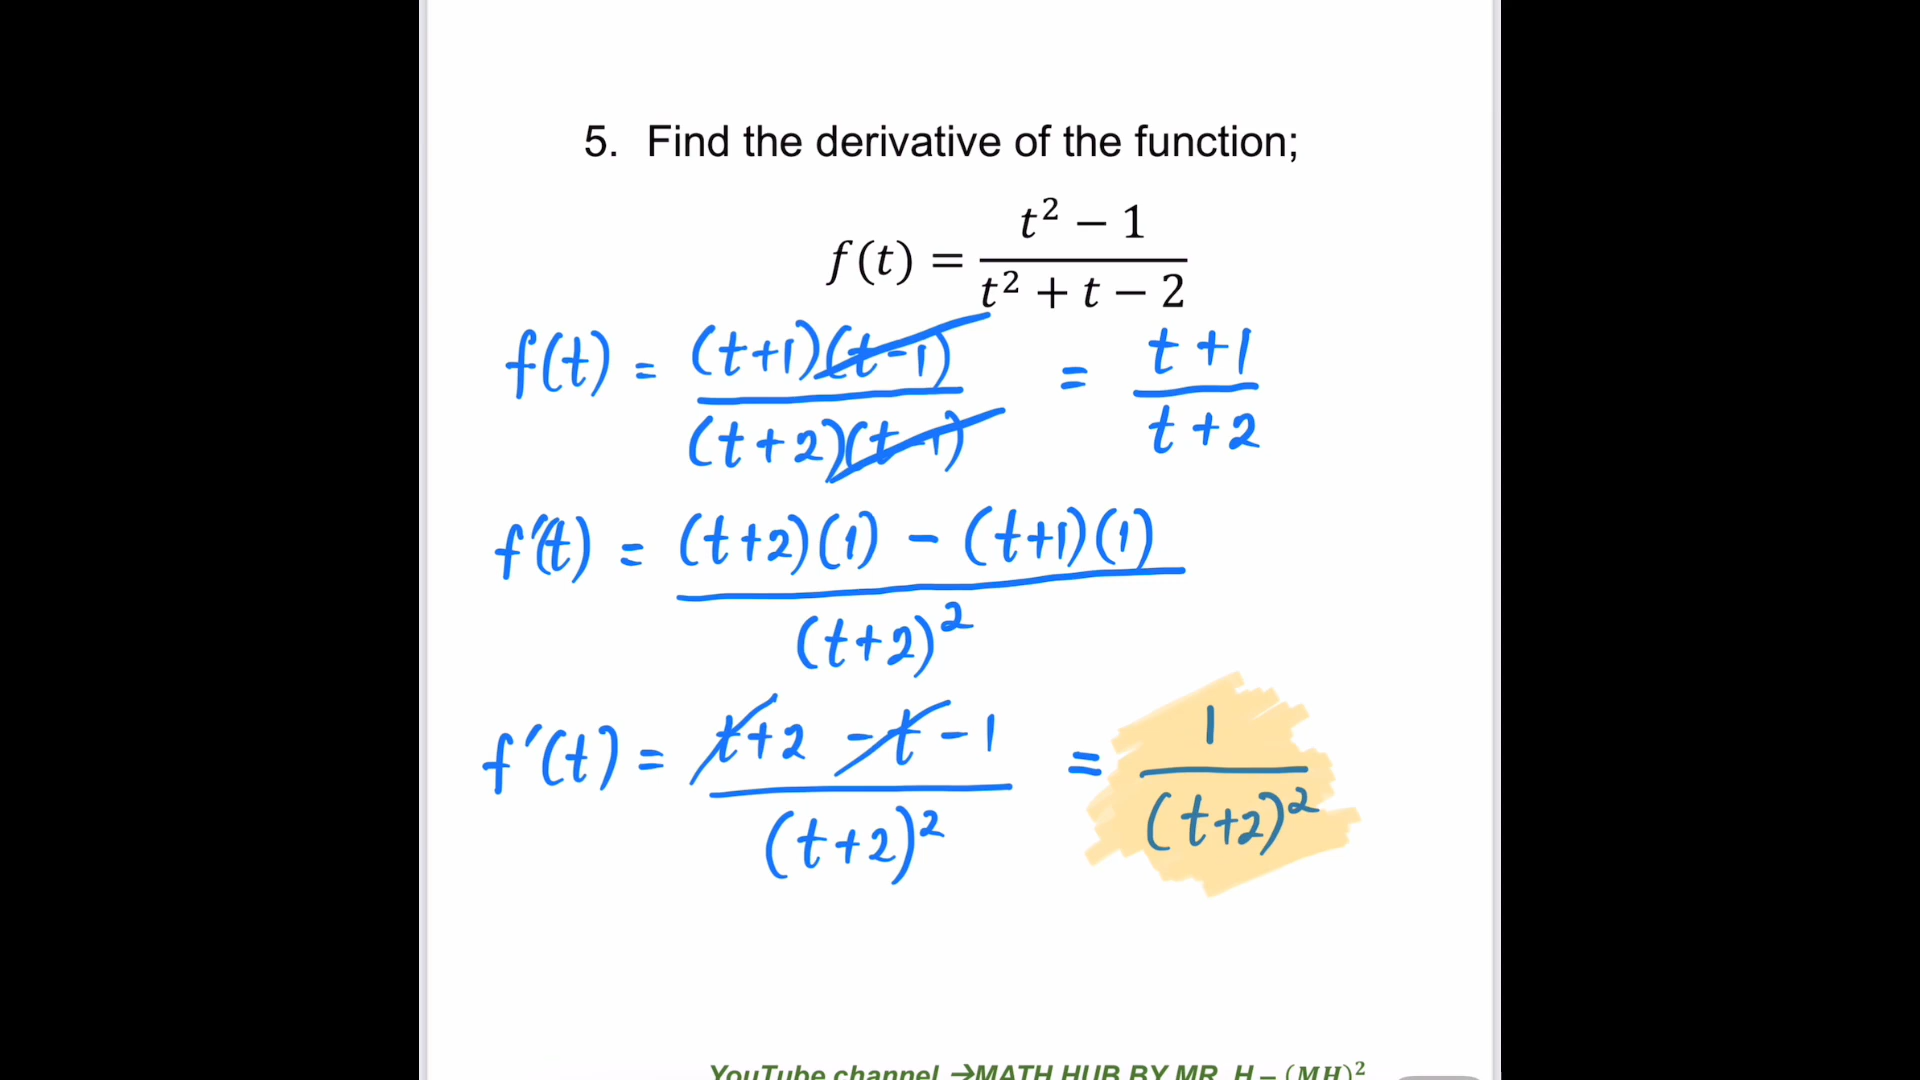 5. Find the derivative of the function;
f(t) = (t² − 1)/(t² + t − 2)
f(t) = (t+1)(t-1)/(t+2)(t-1) = t+1/t+2
f'(t) = (t+2)(1) - (t+1)(1)/(t+2)²
f'(t) = t+2 -t-1/(t+2)² = 1/(t+2)²
YouTube channel →MATH HUB BY MR. H – (MH)²